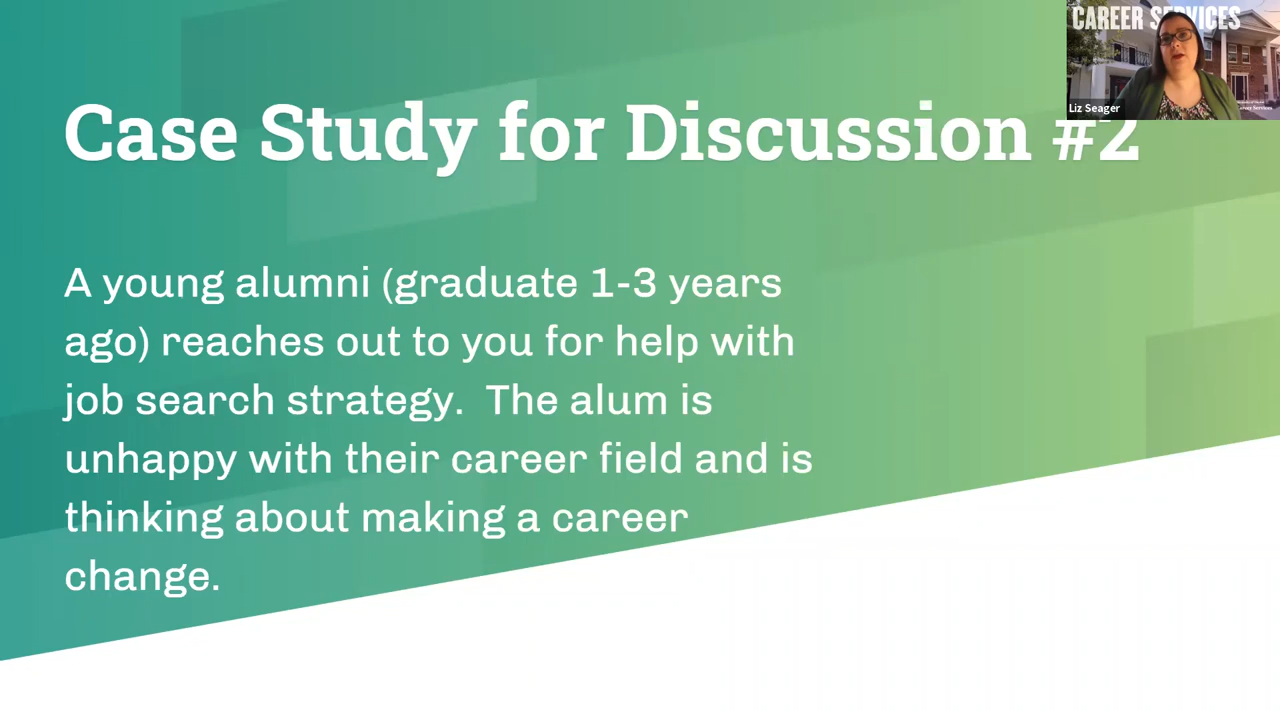 CAREER SERVICES
Liz Seager
Case Study for Discussion #2
A young alumni (graduate 1-3 years
ago) reaches out to you for help with
job search strategy.  The alum is
unhappy with their career field and is
thinking about making a career
change.